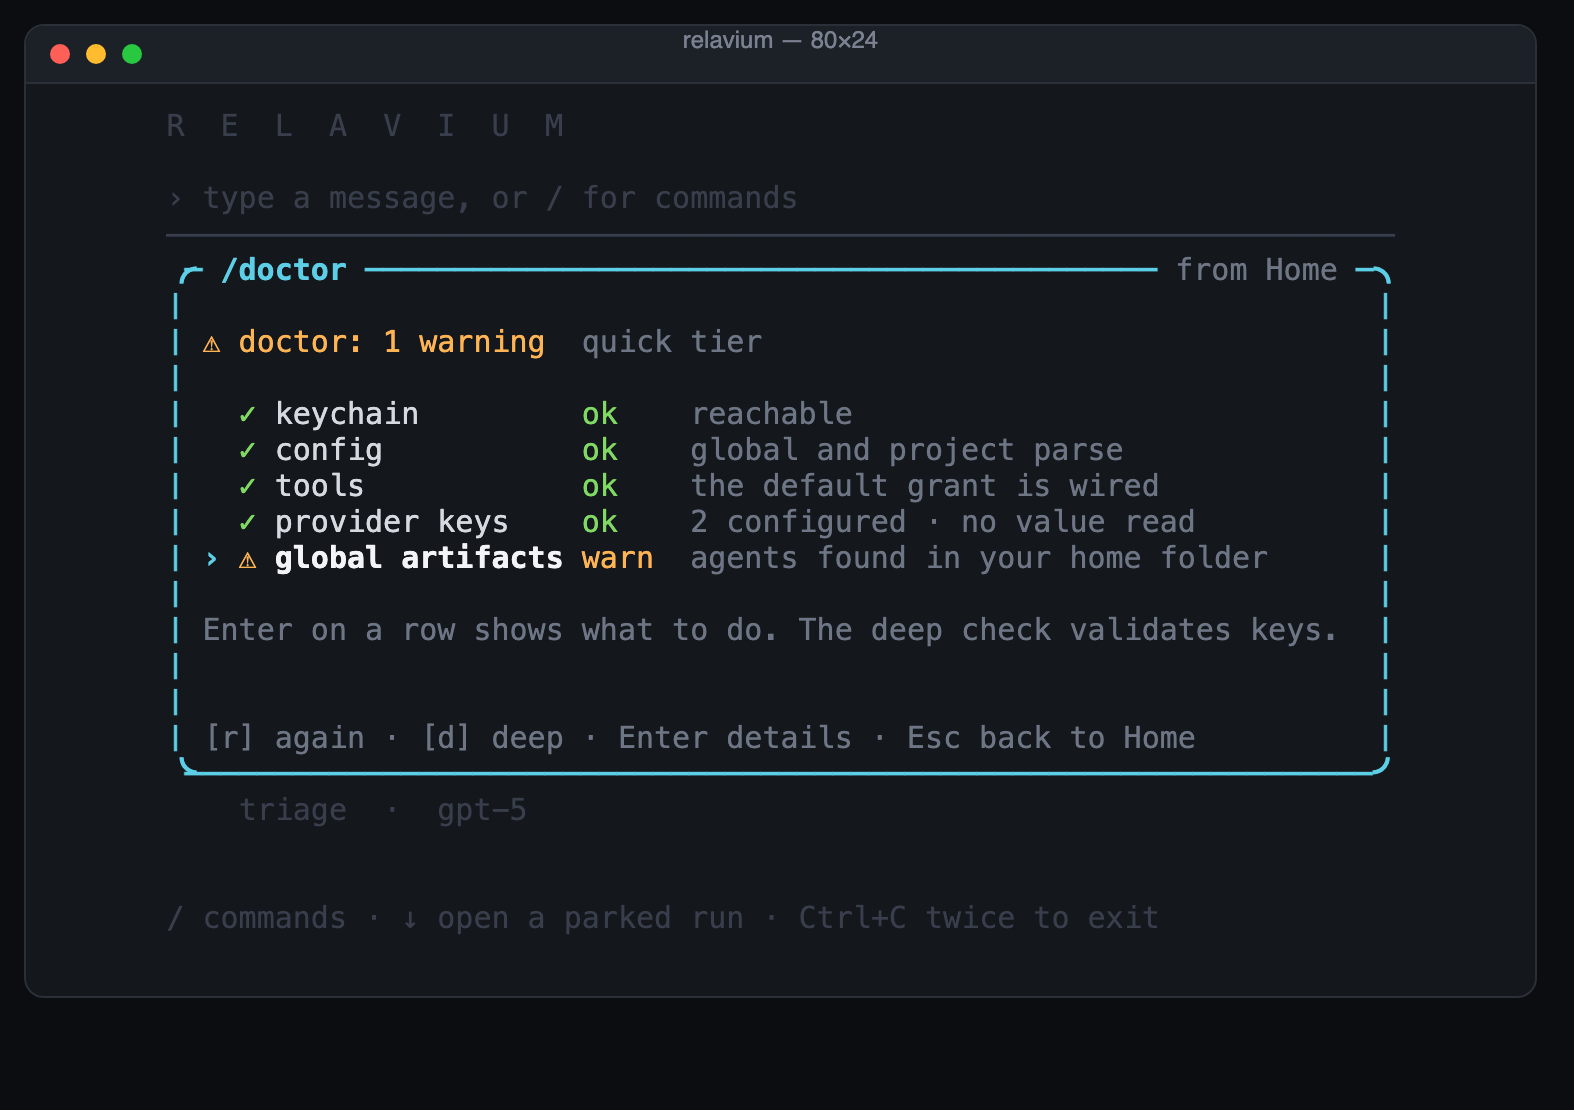 relavium — 80×24
R E L A V I U M
› type a message, or / for commands
/doctor from Home
⚠ doctor: 1 warning quick tier
✓ keychain ok reachable
✓ config ok global and project parse
✓ tools ok the default grant is wired
✓ provider keys ok 2 configured · no value read
› ⚠ global artifacts warn agents found in your home folder
Enter on a row shows what to do. The deep check validates keys.
[r] again · [d] deep · Enter details · Esc back to Home
triage · gpt-5
/ commands · ↓ open a parked run · Ctrl+C twice to exit